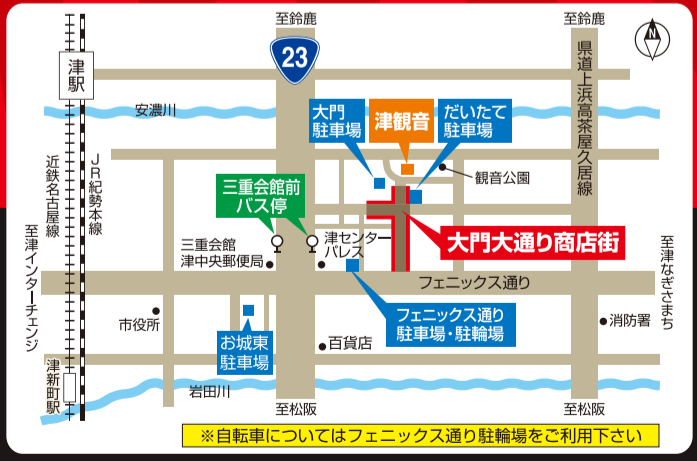 至鈴鹿
至鈴鹿
N
23
津駅
県道上浜高茶屋久居線
安濃川
大門
駐車場
津観音
だいたて
駐車場
近鉄名古屋線
JR紀勢本線
三重会館前
バス停
観音公園
大門大通り商店街
三重会館
津中央郵便局
津センター
パレス
至津インターチェンジ
至津なぎさまち
フェニックス通り
市役所
お城東
駐車場
フェニックス通り
駐車場・駐輪場
消防署
百貨店
津新町駅
岩田川
至松阪
至松阪
※自転車についてはフェニックス通り駐輪場をご利用下さい